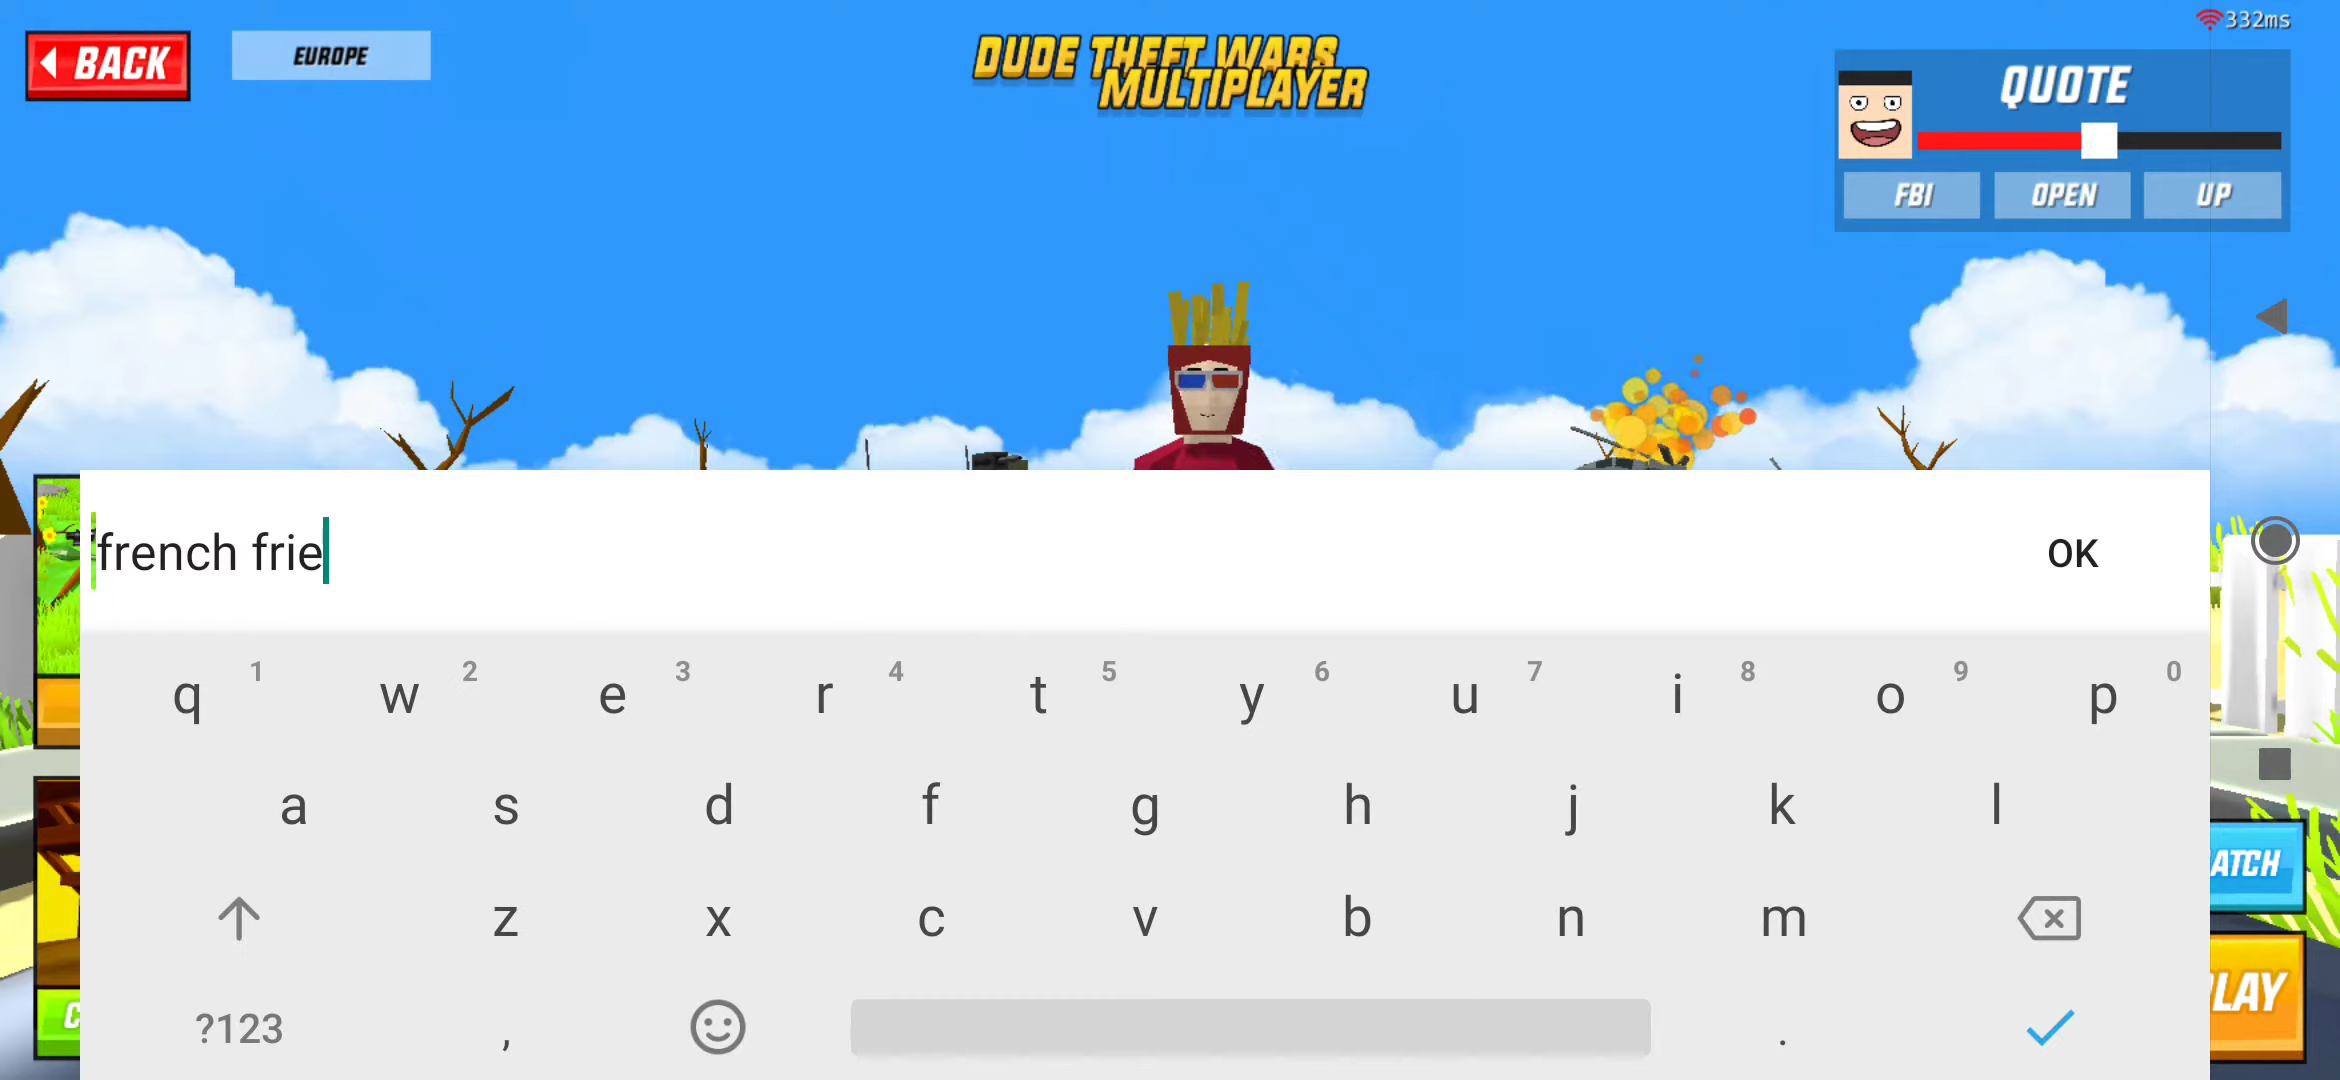 BACK
EUROPE
DUDE THEFT WARS
MULTIPLAYER
332ms
QUOTE
FBI
OPEN
UP
french frie
OK
q 1 w 2 e 3 r 4 t 5 y 6 u 7 i 8 o 9 p 0
a s d f g h j k l
z x c v b n m
?123 , .
ATCH
LAY
C